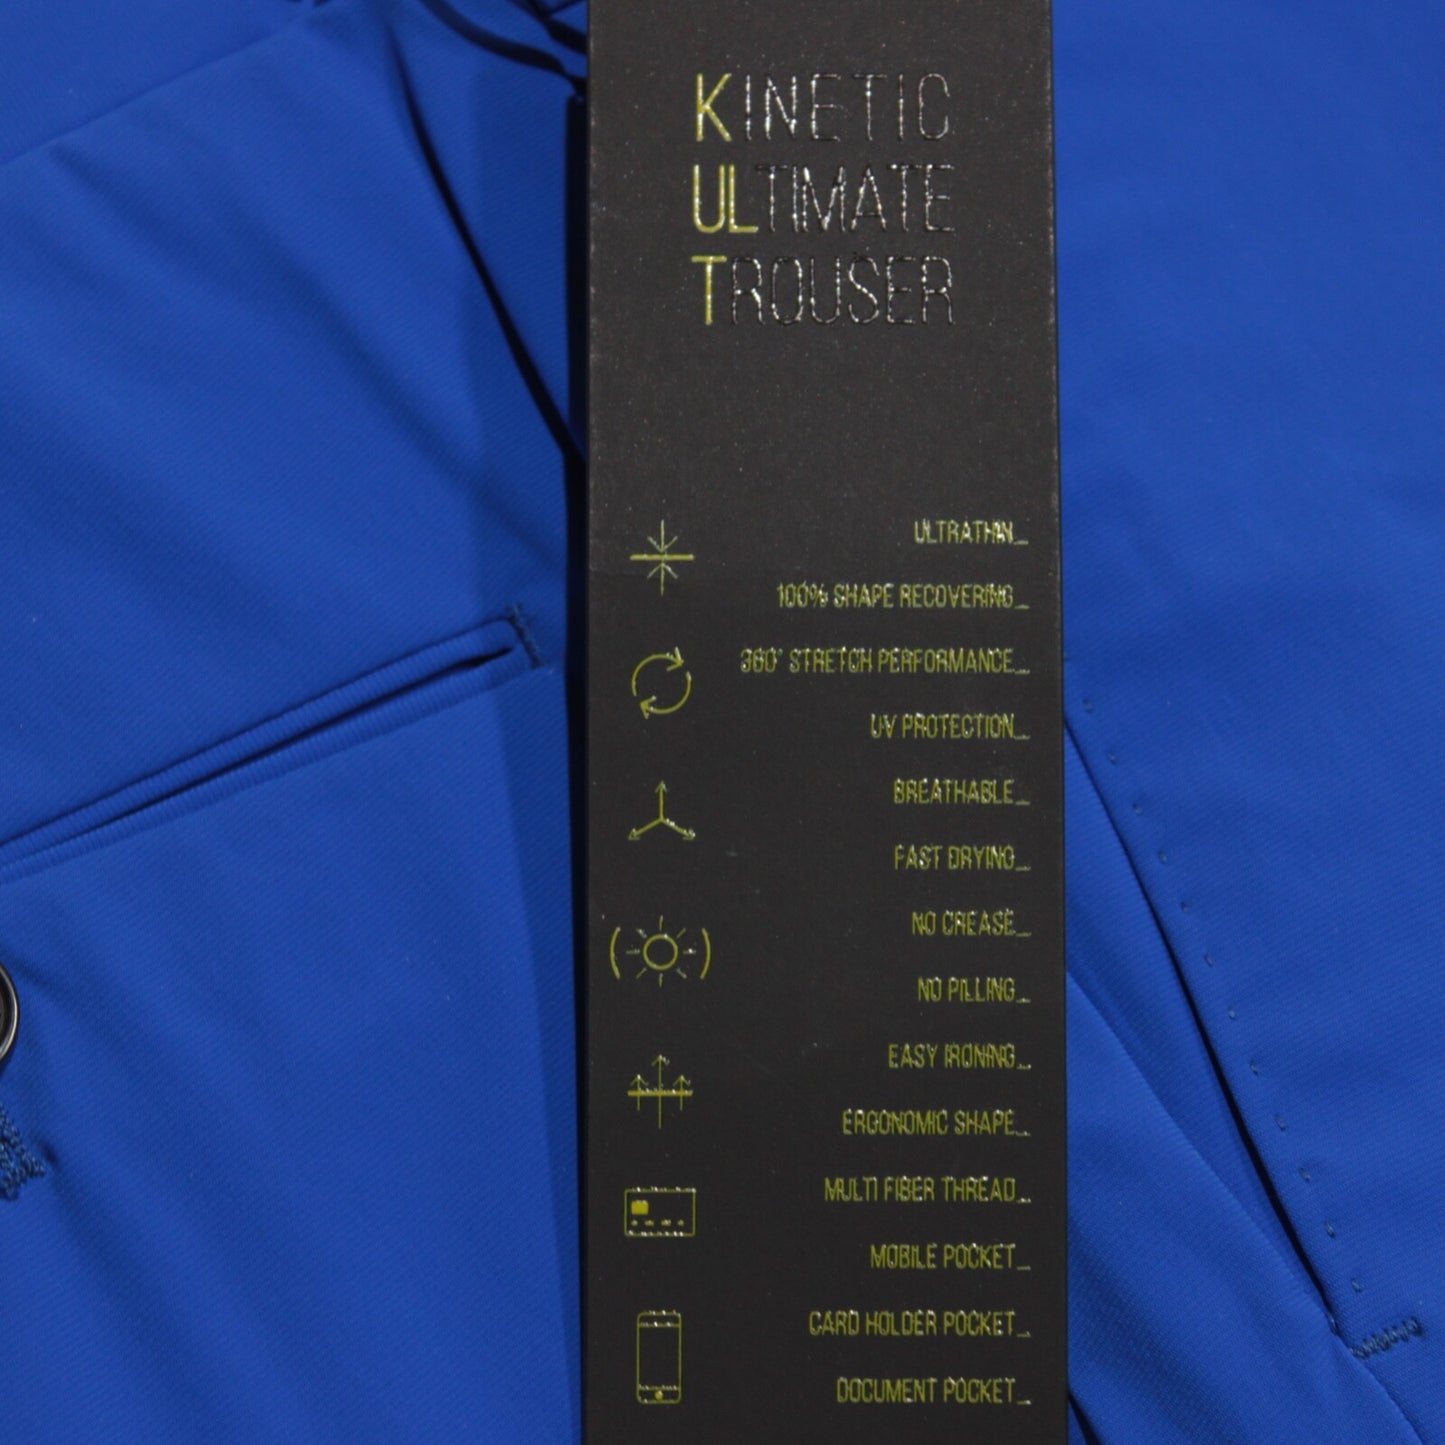 KINETIC
ULTIMATE
TROUSER
ULTRATHIN_
100% SHAPE RECOVERING_
360° STRETCH PERFORMANCE_
UV PROTECTION_
BREATHABLE_
FAST DRYING_
NO CREASE_
NO PILLING_
EASY IRONING_
ERGONOMIC SHAPE_
MULTI FIBER THREAD_
MOBILE POCKET_
CARD HOLDER POCKET_
DOCUMENT POCKET_